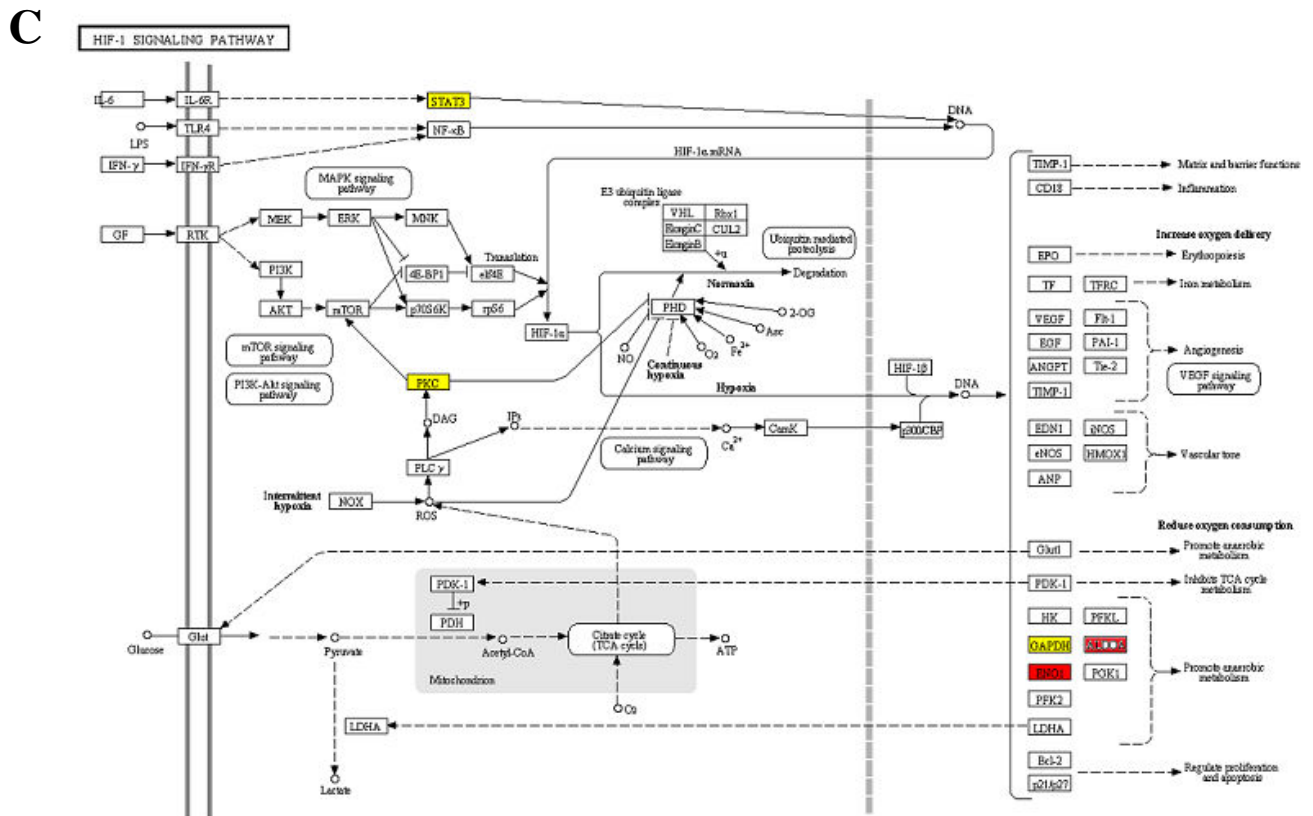 C
HIF-1 SIGNALING PATHWAY
IL-6
IL-6R
STAT3
DNA
LPS
TLR4
NF-κB
IFN-γ
IFN-γR
HIF-1α mRNA
MAPK signaling
pathway
E3 ubiquitin ligase
complex
VHL
Rbx1
ElonginC
CUL2
ElonginB
Ubiquitin mediated
proteolysis
GF
RTK
MEK
ERK
MNK
PI3K
4E-BP1
eIF4E
Translation
+u
Degradation
Normoxia
AKT
mTOR
p70S6K
rpS6
HIF-1α
PHD
2-OG
Asc
Fe2+
O2
NO
Continuous
hypoxia
mTOR signaling
pathway
PI3K-Akt signaling
pathway
PKC
Hypoxia
HIF-1β
DNA
DAG
IP3
Ca2+
CamK
p300/CBP
Calcium signaling
pathway
PLC γ
Intermittent
hypoxia
NOX
ROS
TIMP-1
Matrix and barrier functions
CD18
Inflammation
Increase oxygen delivery
EPO
Erythopoiesis
TF
TFRC
Iron metabolism
VEGF
Flt-1
EGF
PAI-1
Angiogenesis
ANGPT
Tie-2
VEGF signaling
pathway
TIMP-1
EDN1
iNOS
eNOS
HMOX1
Vascular tone
ANP
Reduce oxygen consumption
Glut1
Promote anaerobic
metabolism
PDK-1
Inhibits TCA cycle
metabolism
PDK-1
+p
PDH
HK
PFKL
GAPDH
ENO1
PGK1
Promote anaerobic
metabolism
PFK2
LDHA
Glucose
Glut
Pyruvate
Acetyl-CoA
Citrate cycle
(TCA cycle)
ATP
Mitochondrion
O2
LDHA
Lactate
Bcl-2
p21/p27
Regulate proliferation
and apoptosis